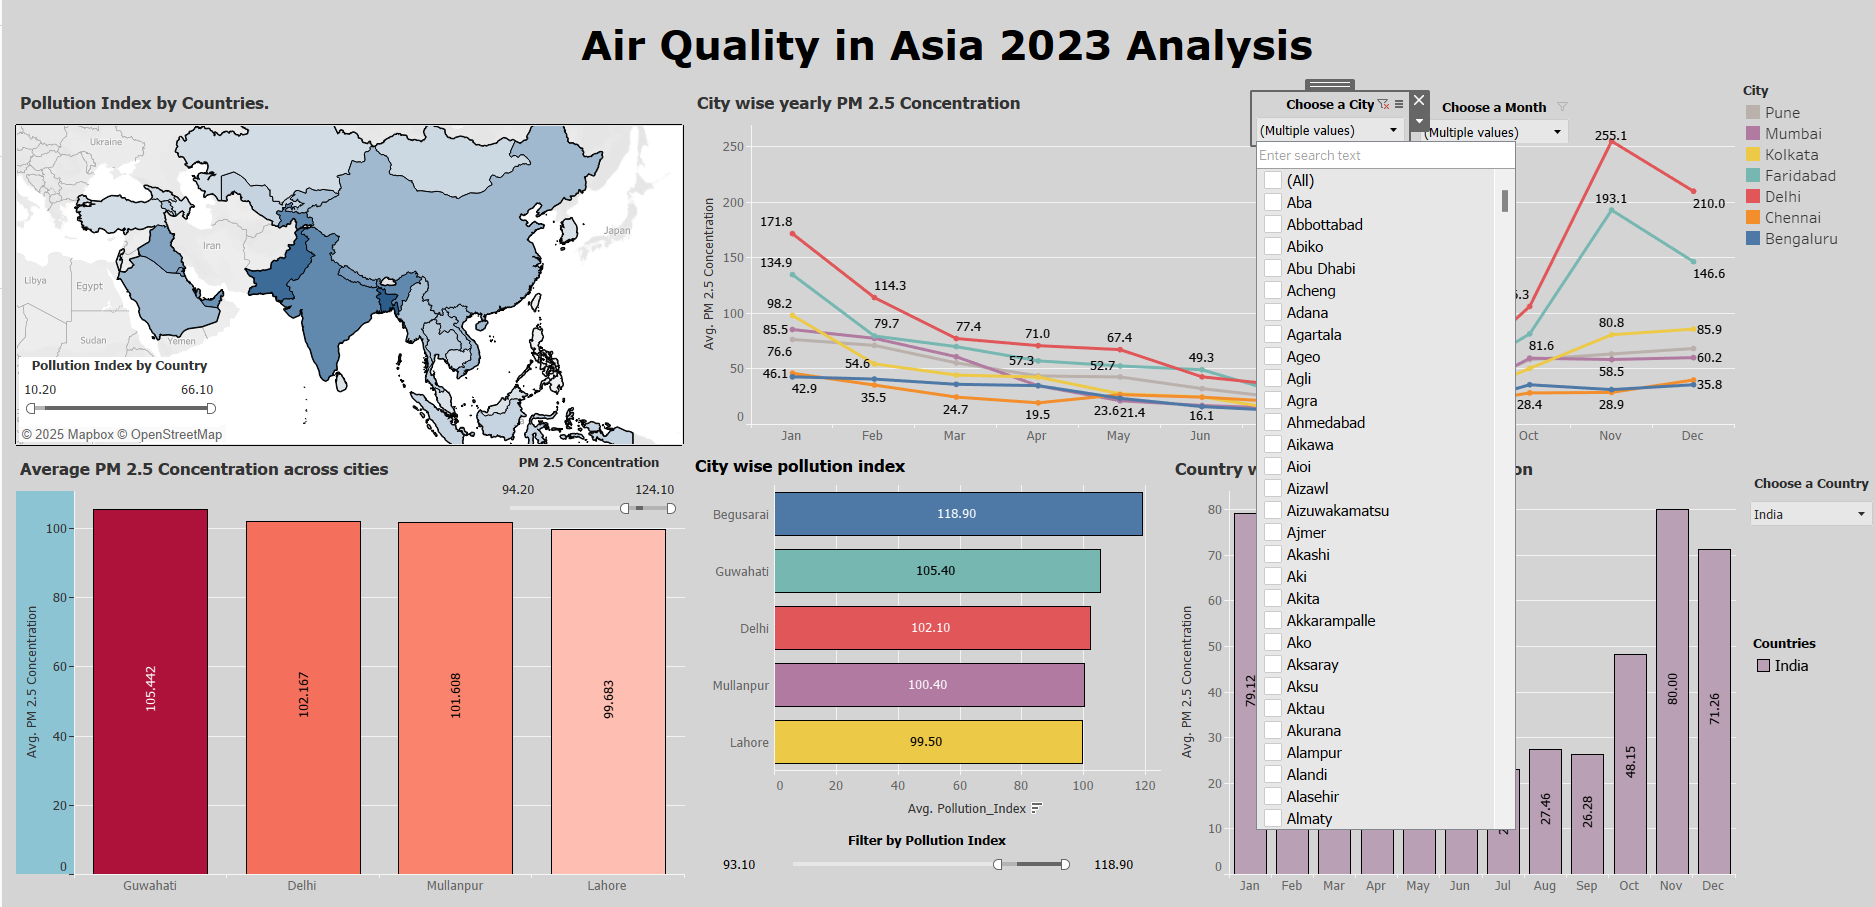 Air Quality in Asia 2023 Analysis
Pollution Index by Countries.
Ukraine
Iran
Libya
Egypt
Sudan
Yemen
Japan
Pollution Index by Country
10.20 66.10
© 2025 Mapbox © OpenStreetMap
City wise yearly PM 2.5 Concentration
Avg. PM 2.5 Concentration
250
200
150
100
50
0
171.8
134.9
98.2
85.5
76.6
46.1
42.9
114.3
79.7
54.6
35.5
77.4
24.7
71.0
57.3
19.5
67.4
52.7
23.6
21.4
49.3
16.1
5.3
81.6
28.4
255.1
193.1
80.8
58.5
28.9
210.0
146.6
85.9
60.2
35.8
Jan Feb Mar Apr May Jun Oct Nov Dec
Choose a City
(Multiple values)
Choose a Month
(Multiple values)
Enter search text
(All)
Aba
Abbottabad
Abiko
Abu Dhabi
Acheng
Adana
Agartala
Ageo
Agli
Agra
Ahmedabad
Aikawa
Aioi
Aizawl
Aizuwakamatsu
Ajmer
Akashi
Aki
Akita
Akkarampalle
Ako
Aksaray
Aksu
Aktau
Akurana
Alampur
Alandi
Alasehir
Almaty
City
Pune
Mumbai
Kolkata
Faridabad
Delhi
Chennai
Bengaluru
Average PM 2.5 Concentration across cities
PM 2.5 Concentration
94.20 124.10
Avg. PM 2.5 Concentration
100
80
60
40
20
0
105.442
102.167
101.608
99.683
Guwahati Delhi Mullanpur Lahore
City wise pollution index
Begusarai 118.90
Guwahati 105.40
Delhi 102.10
Mullanpur 100.40
Lahore 99.50
0 20 40 60 80 100 120
Avg. Pollution_Index
Filter by Pollution Index
93.10 118.90
Country
on
Avg. PM 2.5 Concentration
80
70
60
50
40
30
20
10
0
79.12
27.46
26.28
48.15
80.00
71.26
Jan Feb Mar Apr May Jun Jul Aug Sep Oct Nov Dec
Choose a Country
India
Countries
India